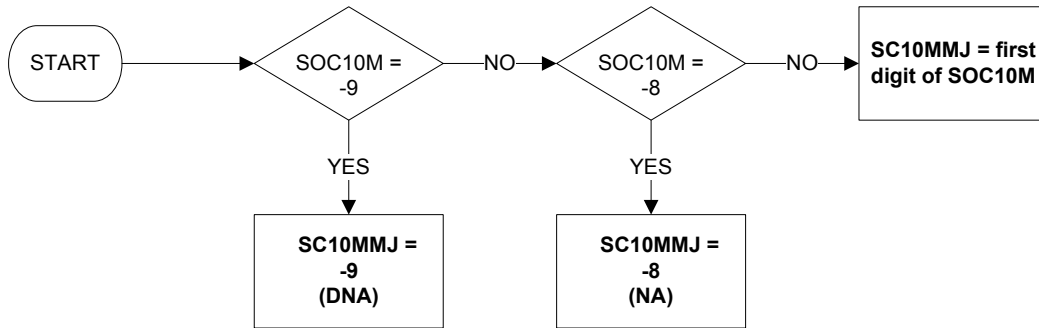 START
SOC10M =
-9
NO
SOC10M =
-8
NO
SC10MMJ = first
digit of SOC10M
YES
YES
SC10MMJ =
-9
(DNA)
SC10MMJ =
-8
(NA)